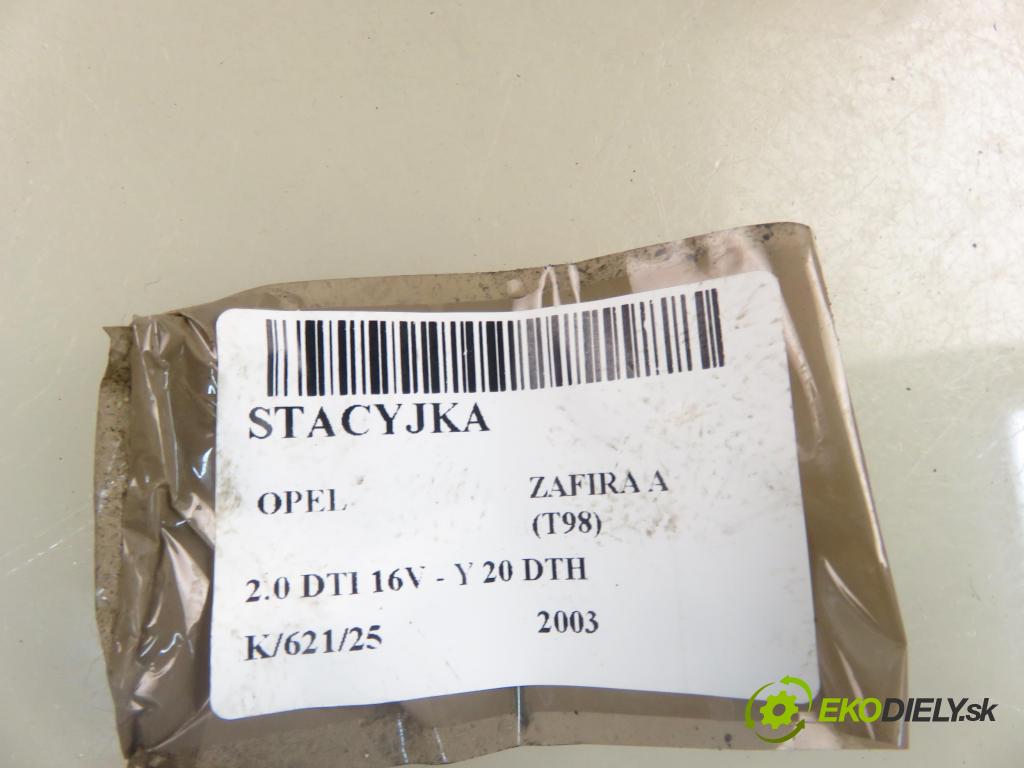 STACYJKA
OPEL ZAFIRA A
(T98)
2.0 DTI 16V - Y 20 DTH
K/621/25 2003
EKODIELY.sk